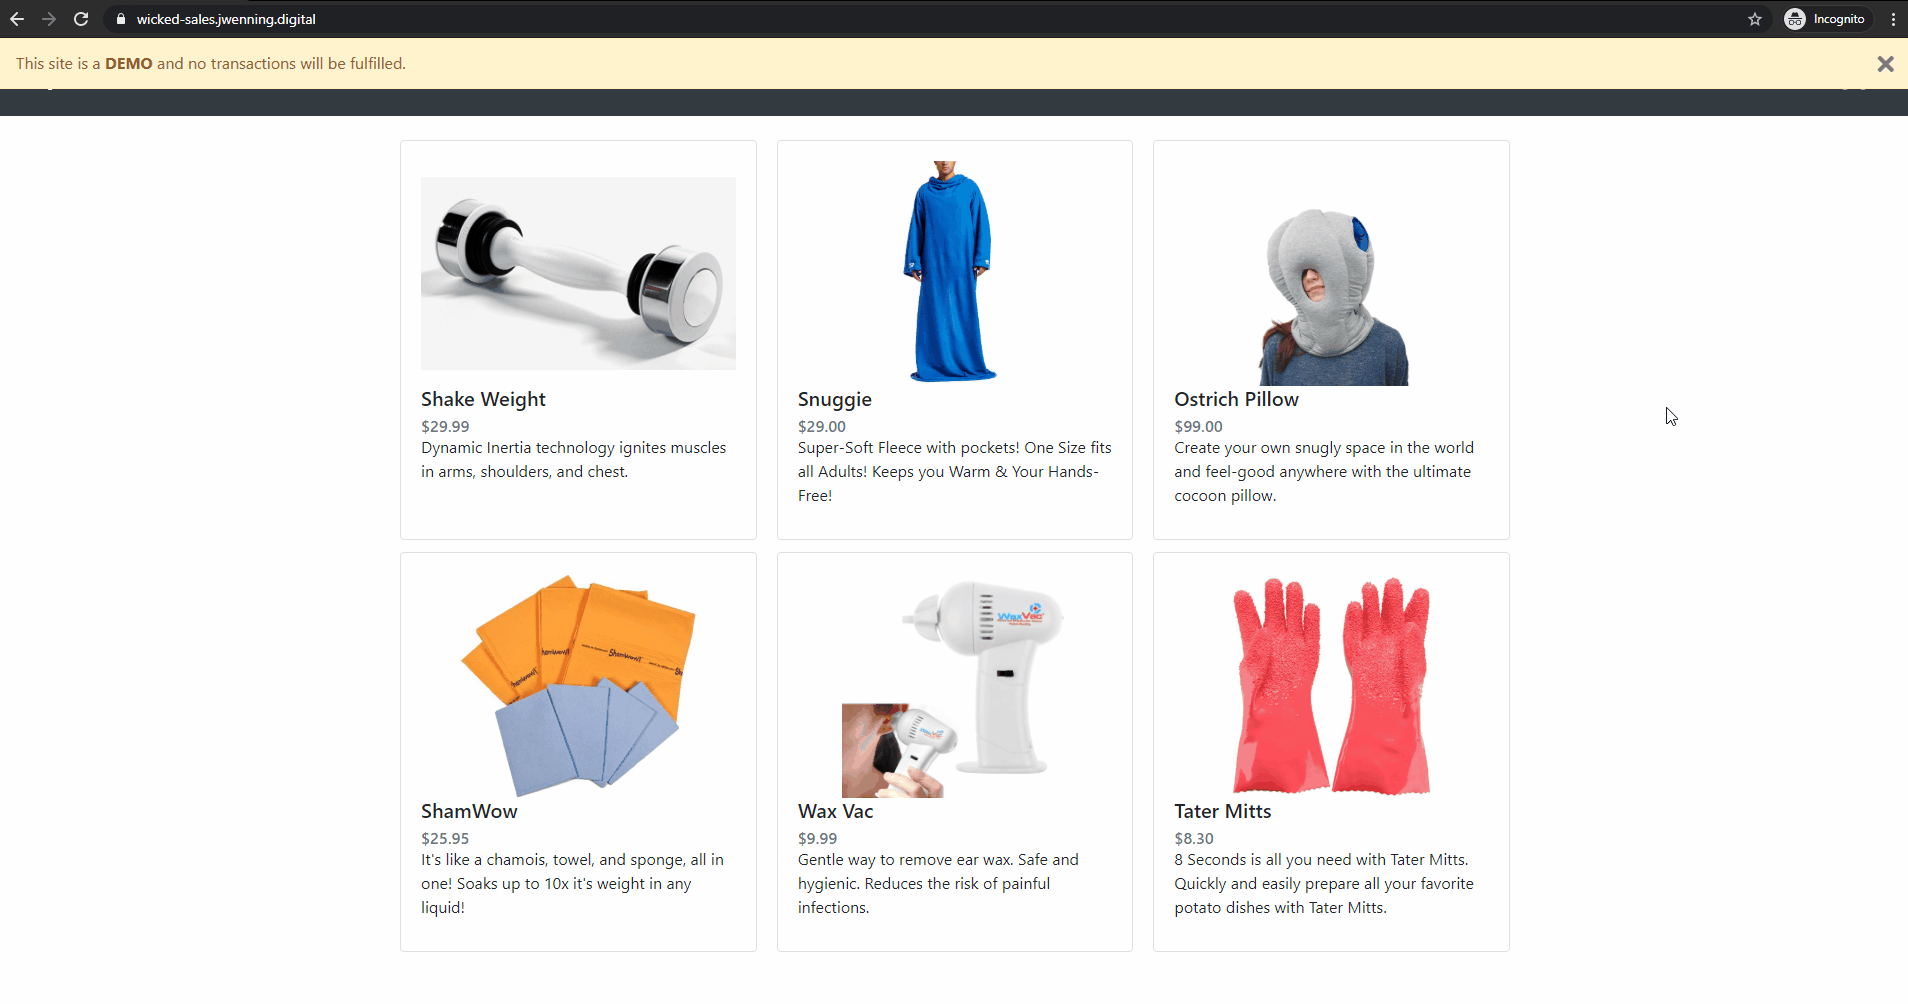 wicked-sales.jwenning.digital
Incognito
This site is a DEMO and no transactions will be fulfilled.
Shake Weight
$29.99
Dynamic Inertia technology ignites muscles
in arms, shoulders, and chest.
Snuggie
$29.00
Super-Soft Fleece with pockets! One Size fits
all Adults! Keeps you Warm & Your Hands-
Free!
Ostrich Pillow
$99.00
Create your own snugly space in the world
and feel-good anywhere with the ultimate
cocoon pillow.
ShamWow!
ShamWow
$25.95
It's like a chamois, towel, and sponge, all in
one! Soaks up to 10x it's weight in any
liquid!
WaxVac
WaxVac
Wax Vac
$9.99
Gentle way to remove ear wax. Safe and
hygienic. Reduces the risk of painful
infections.
Tater Mitts
$8.30
8 Seconds is all you need with Tater Mitts.
Quickly and easily prepare all your favorite
potato dishes with Tater Mitts.